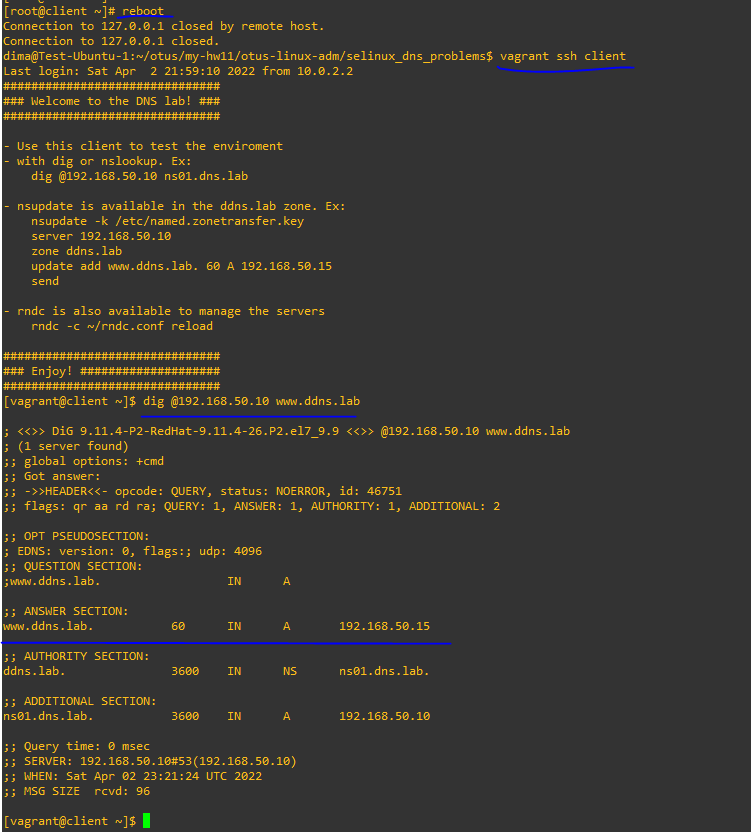 [root@client ~]# reboot
Connection to 127.0.0.1 closed by remote host.
Connection to 127.0.0.1 closed.
dima@Test-Ubuntu-1:~/otus/my-hw11/otus-linux-adm/selinux_dns_problems$ vagrant ssh client
Last login: Sat Apr  2 21:59:10 2022 from 10.0.2.2
###############################
### Welcome to the DNS lab! ###
###############################

- Use this client to test the enviroment
- with dig or nslookup. Ex:
    dig @192.168.50.10 ns01.dns.lab

- nsupdate is available in the ddns.lab zone. Ex:
    nsupdate -k /etc/named.zonetransfer.key
    server 192.168.50.10
    zone ddns.lab
    update add www.ddns.lab. 60 A 192.168.50.15
    send

- rndc is also available to manage the servers
    rndc -c ~/rndc.conf reload

###############################
### Enjoy! ####################
###############################
[vagrant@client ~]$ dig @192.168.50.10 www.ddns.lab

; <<>> DiG 9.11.4-P2-RedHat-9.11.4-26.P2.el7_9.9 <<>> @192.168.50.10 www.ddns.lab
; (1 server found)
;; global options: +cmd
;; Got answer:
;; ->>HEADER<<- opcode: QUERY, status: NOERROR, id: 46751
;; flags: qr aa rd ra; QUERY: 1, ANSWER: 1, AUTHORITY: 1, ADDITIONAL: 2

;; OPT PSEUDOSECTION:
; EDNS: version: 0, flags:; udp: 4096
;; QUESTION SECTION:
;www.ddns.lab.                  IN      A

;; ANSWER SECTION:
www.ddns.lab.           60      IN      A       192.168.50.15

;; AUTHORITY SECTION:
ddns.lab.               3600    IN      NS      ns01.dns.lab.

;; ADDITIONAL SECTION:
ns01.dns.lab.           3600    IN      A       192.168.50.10

;; Query time: 0 msec
;; SERVER: 192.168.50.10#53(192.168.50.10)
;; WHEN: Sat Apr 02 23:21:24 UTC 2022
;; MSG SIZE  rcvd: 96

[vagrant@client ~]$